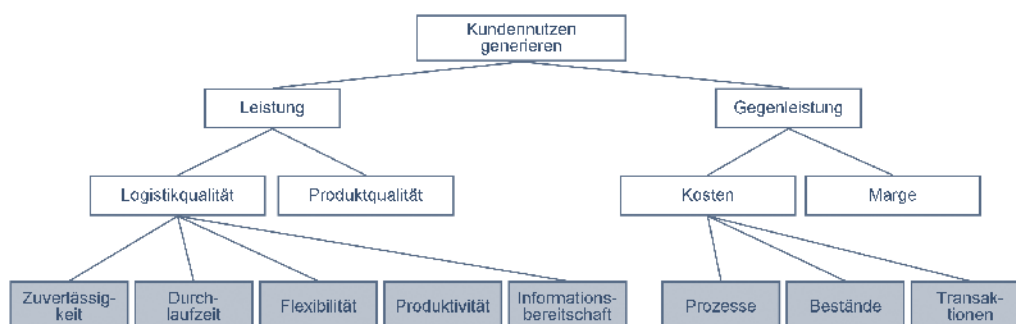 Kundennutzen
generieren
Leistung
Gegenleistung
Logistikqualität
Produktqualität
Kosten
Marge
Zuverlässig-
keit
Durch-
laufzeit
Flexibilität
Produktivität
Informations-
bereitschaft
Prozesse
Bestände
Transak-
tionen